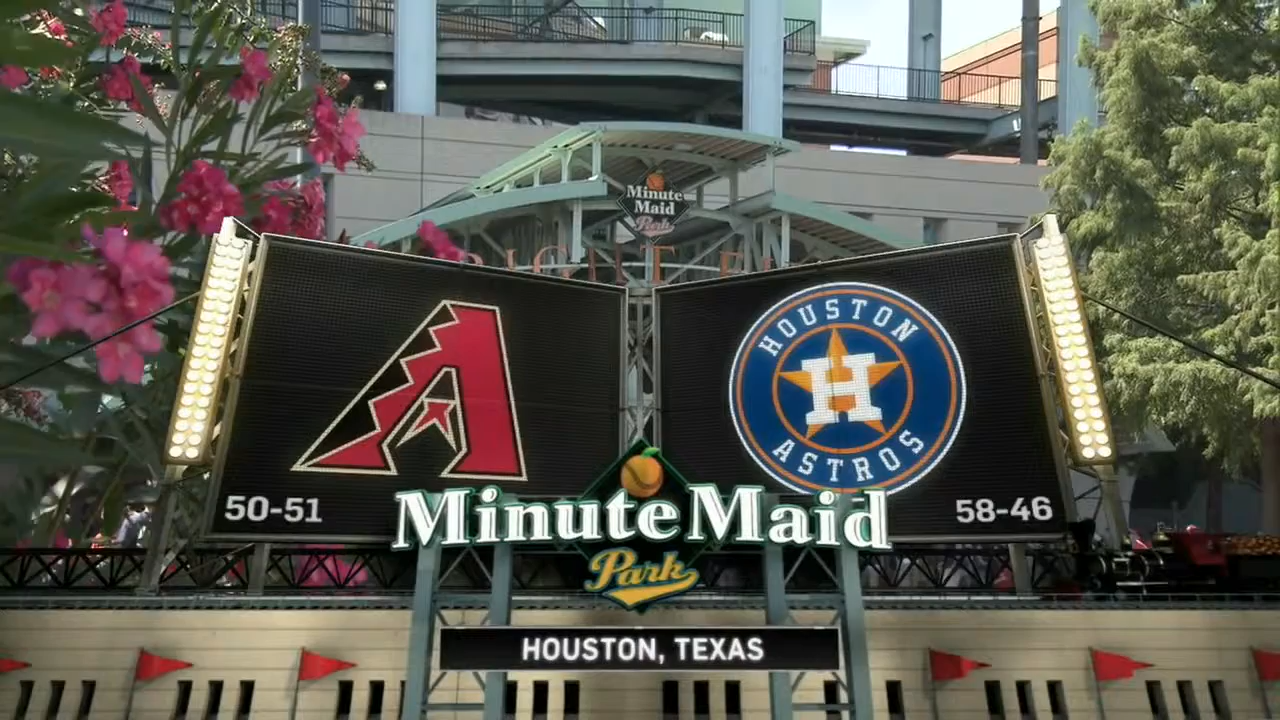 Minute
Maid
Park
HOUSTON
H
ASTROS
50-51
58-46
Minute Maid
Park
HOUSTON, TEXAS